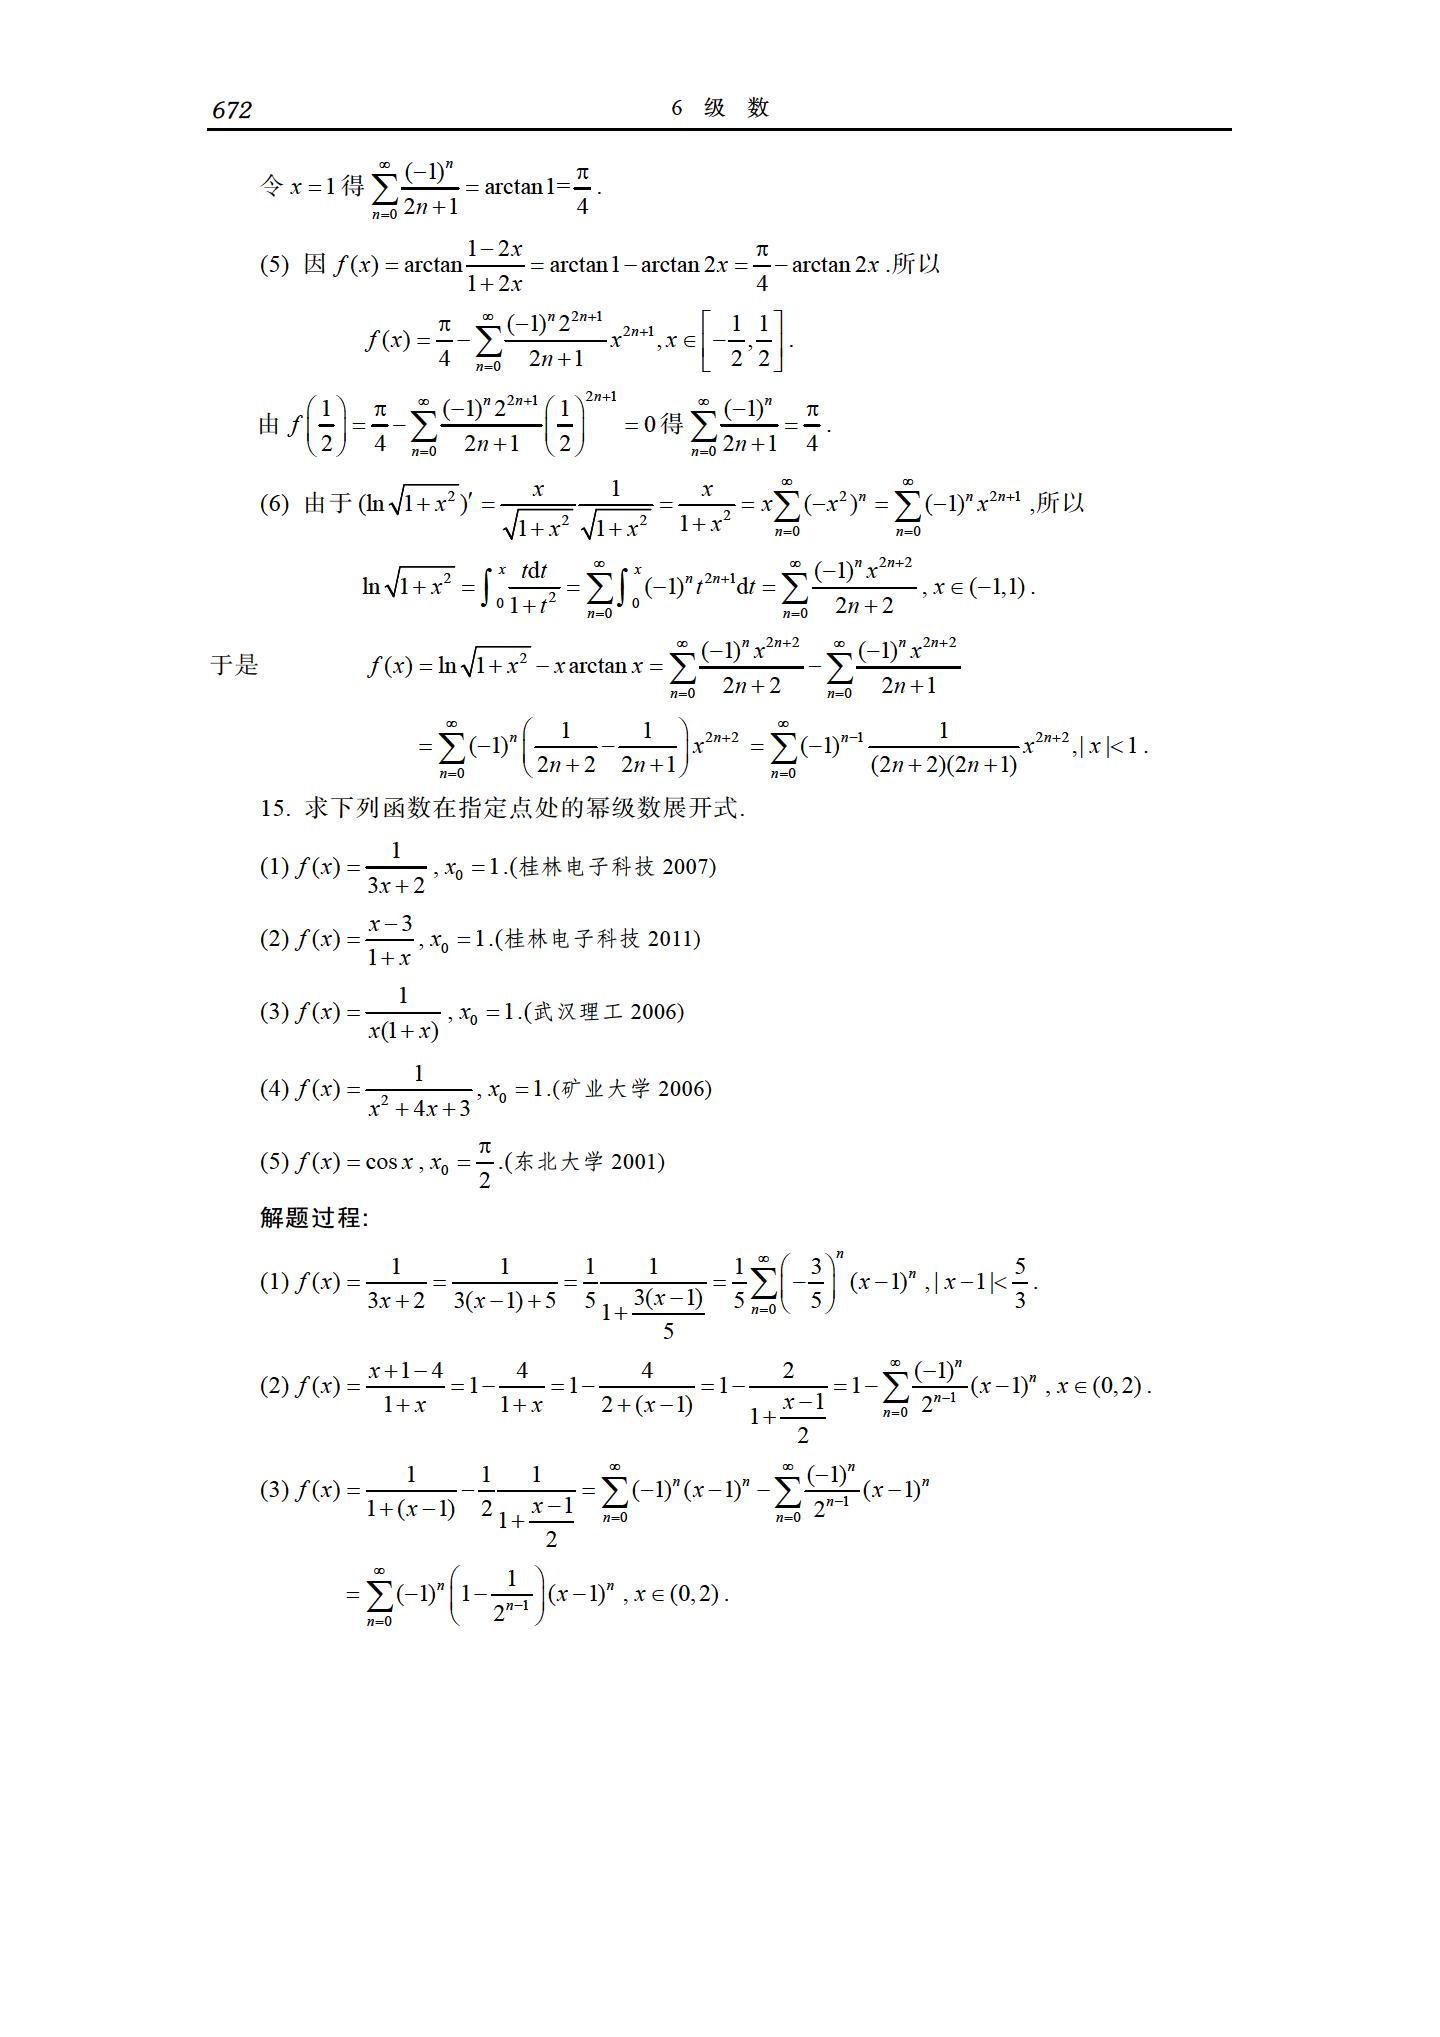 672 6 级 数
令 $x=1$ 得 $\sum_{n=0}^{\infty}\frac{(-1)^n}{2n+1}=\arctan 1=\frac{\pi}{4}$.
(5) 因 $f(x)=\arctan\frac{1-2x}{1+2x}=\arctan 1-\arctan 2x=\frac{\pi}{4}-\arctan 2x$.所以
$f(x)=\frac{\pi}{4}-\sum_{n=0}^{\infty}\frac{(-1)^n 2^{2n+1}}{2n+1}x^{2n+1},x\in\left[-\frac{1}{2},\frac{1}{2}\right]$.
由 $f\left(\frac{1}{2}\right)=\frac{\pi}{4}-\sum_{n=0}^{\infty}\frac{(-1)^n 2^{2n+1}}{2n+1}\left(\frac{1}{2}\right)^{2n+1}=0$ 得 $\sum_{n=0}^{\infty}\frac{(-1)^n}{2n+1}=\frac{\pi}{4}$.
(6) 由于 $(\ln\sqrt{1+x^2})'=\frac{x}{\sqrt{1+x^2}}\frac{1}{\sqrt{1+x^2}}=\frac{x}{1+x^2}=x\sum_{n=0}^{\infty}(-x^2)^n=\sum_{n=0}^{\infty}(-1)^n x^{2n+1}$,所以
$\ln\sqrt{1+x^2}=\int_0^x\frac{t\mathrm{d}t}{1+t^2}=\sum_{n=0}^{\infty}\int_0^x(-1)^n t^{2n+1}\mathrm{d}t=\sum_{n=0}^{\infty}\frac{(-1)^n x^{2n+2}}{2n+2},x\in(-1,1)$.
于是 $f(x)=\ln\sqrt{1+x^2}-x\arctan x=\sum_{n=0}^{\infty}\frac{(-1)^n x^{2n+2}}{2n+2}-\sum_{n=0}^{\infty}\frac{(-1)^n x^{2n+2}}{2n+1}$
$=\sum_{n=0}^{\infty}(-1)^n\left(\frac{1}{2n+2}-\frac{1}{2n+1}\right)x^{2n+2}=\sum_{n=0}^{\infty}(-1)^{n-1}\frac{1}{(2n+2)(2n+1)}x^{2n+2},|x|<1$.
15. 求下列函数在指定点处的幂级数展开式.
(1) $f(x)=\frac{1}{3x+2},x_0=1$.(桂林电子科技 2007)
(2) $f(x)=\frac{x-3}{1+x},x_0=1$.(桂林电子科技 2011)
(3) $f(x)=\frac{1}{x(1+x)},x_0=1$.(武汉理工 2006)
(4) $f(x)=\frac{1}{x^2+4x+3},x_0=1$.(矿业大学 2006)
(5) $f(x)=\cos x,x_0=\frac{\pi}{2}$.(东北大学 2001)
解题过程:
(1) $f(x)=\frac{1}{3x+2}=\frac{1}{3(x-1)+5}=\frac{1}{5}\frac{1}{1+\frac{3(x-1)}{5}}=\frac{1}{5}\sum_{n=0}^{\infty}\left(-\frac{3}{5}\right)^n(x-1)^n,|x-1|<\frac{5}{3}$.
(2) $f(x)=\frac{x+1-4}{1+x}=1-\frac{4}{1+x}=1-\frac{4}{2+(x-1)}=1-\frac{2}{1+\frac{x-1}{2}}=1-\sum_{n=0}^{\infty}\frac{(-1)^n}{2^{n-1}}(x-1)^n,x\in(0,2)$.
(3) $f(x)=\frac{1}{1+(x-1)}-\frac{1}{2}\frac{1}{1+\frac{x-1}{2}}=\sum_{n=0}^{\infty}(-1)^n(x-1)^n-\sum_{n=0}^{\infty}\frac{(-1)^n}{2^{n-1}}(x-1)^n$
$=\sum_{n=0}^{\infty}(-1)^n\left(1-\frac{1}{2^{n-1}}\right)(x-1)^n,x\in(0,2)$.